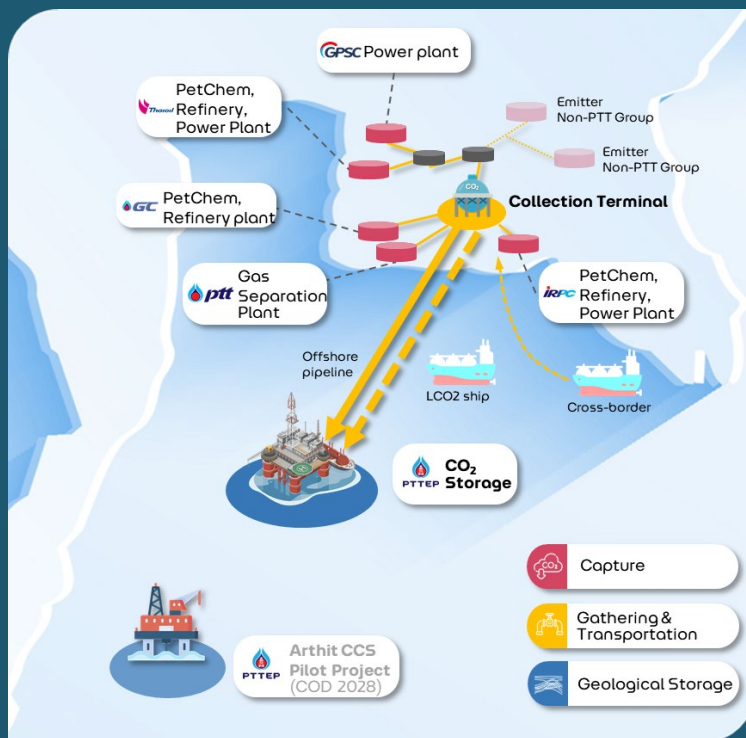 GPSC Power plant
Thaioil
PetChem,
Refinery,
Power Plant
Emitter
Non-PTT Group
Emitter
Non-PTT Group
CO₂
Collection Terminal
GC
PetChem,
Refinery plant
ptt
Gas
Separation
Plant
IRPC
PetChem,
Refinery,
Power Plant
Offshore
pipeline
LCO2 ship
Cross-border
PTTEP
CO₂
Storage
CO₂
Capture
Gathering &
Transportation
Geological Storage
PTTEP
Arthit CCS
Pilot Project
(COD 2028)